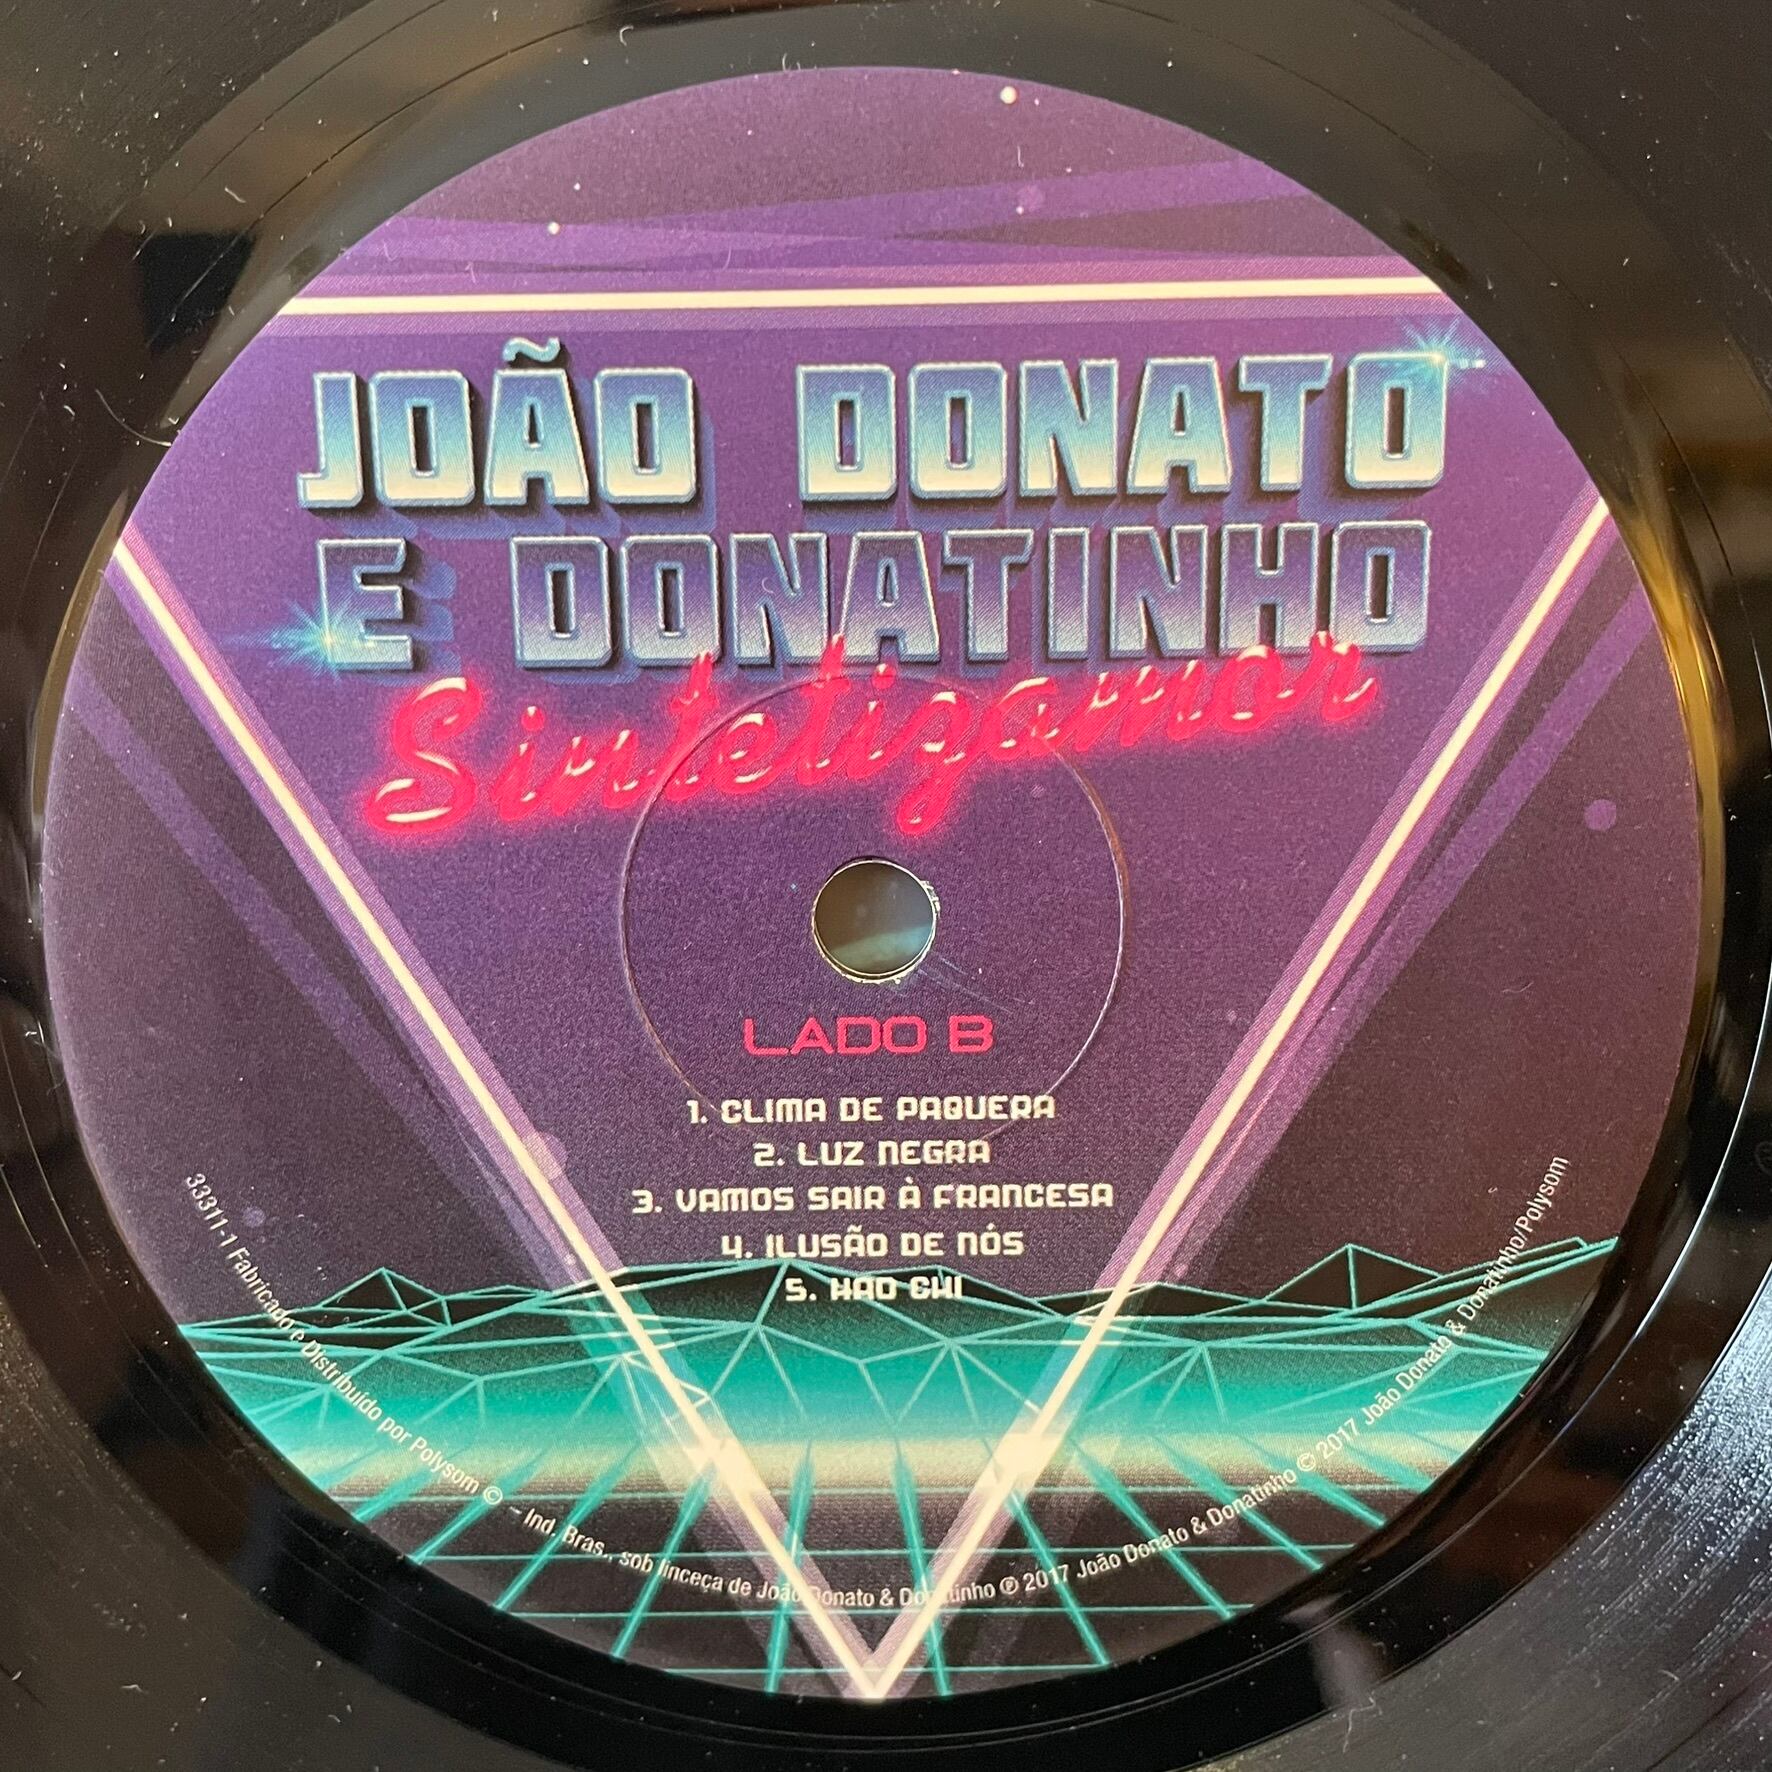 JOÃO DONATO
E DONATINHO
Sintetizamor
LADO B
1. CLIMA DE PAQUERA
2. LUZ NEGRA
3. VAMOS SAIR À FRANCESA
4. ILUSÃO DE NÓS
5. HAO CHI
33311-1 Fabricado e Distribuído por Polysom © – Ind. Bras., sob linceça de João Donato & Donatinho ℗ 2017 João Donato & Donatinho © 2017 João Donato & Donatinho/Polysom